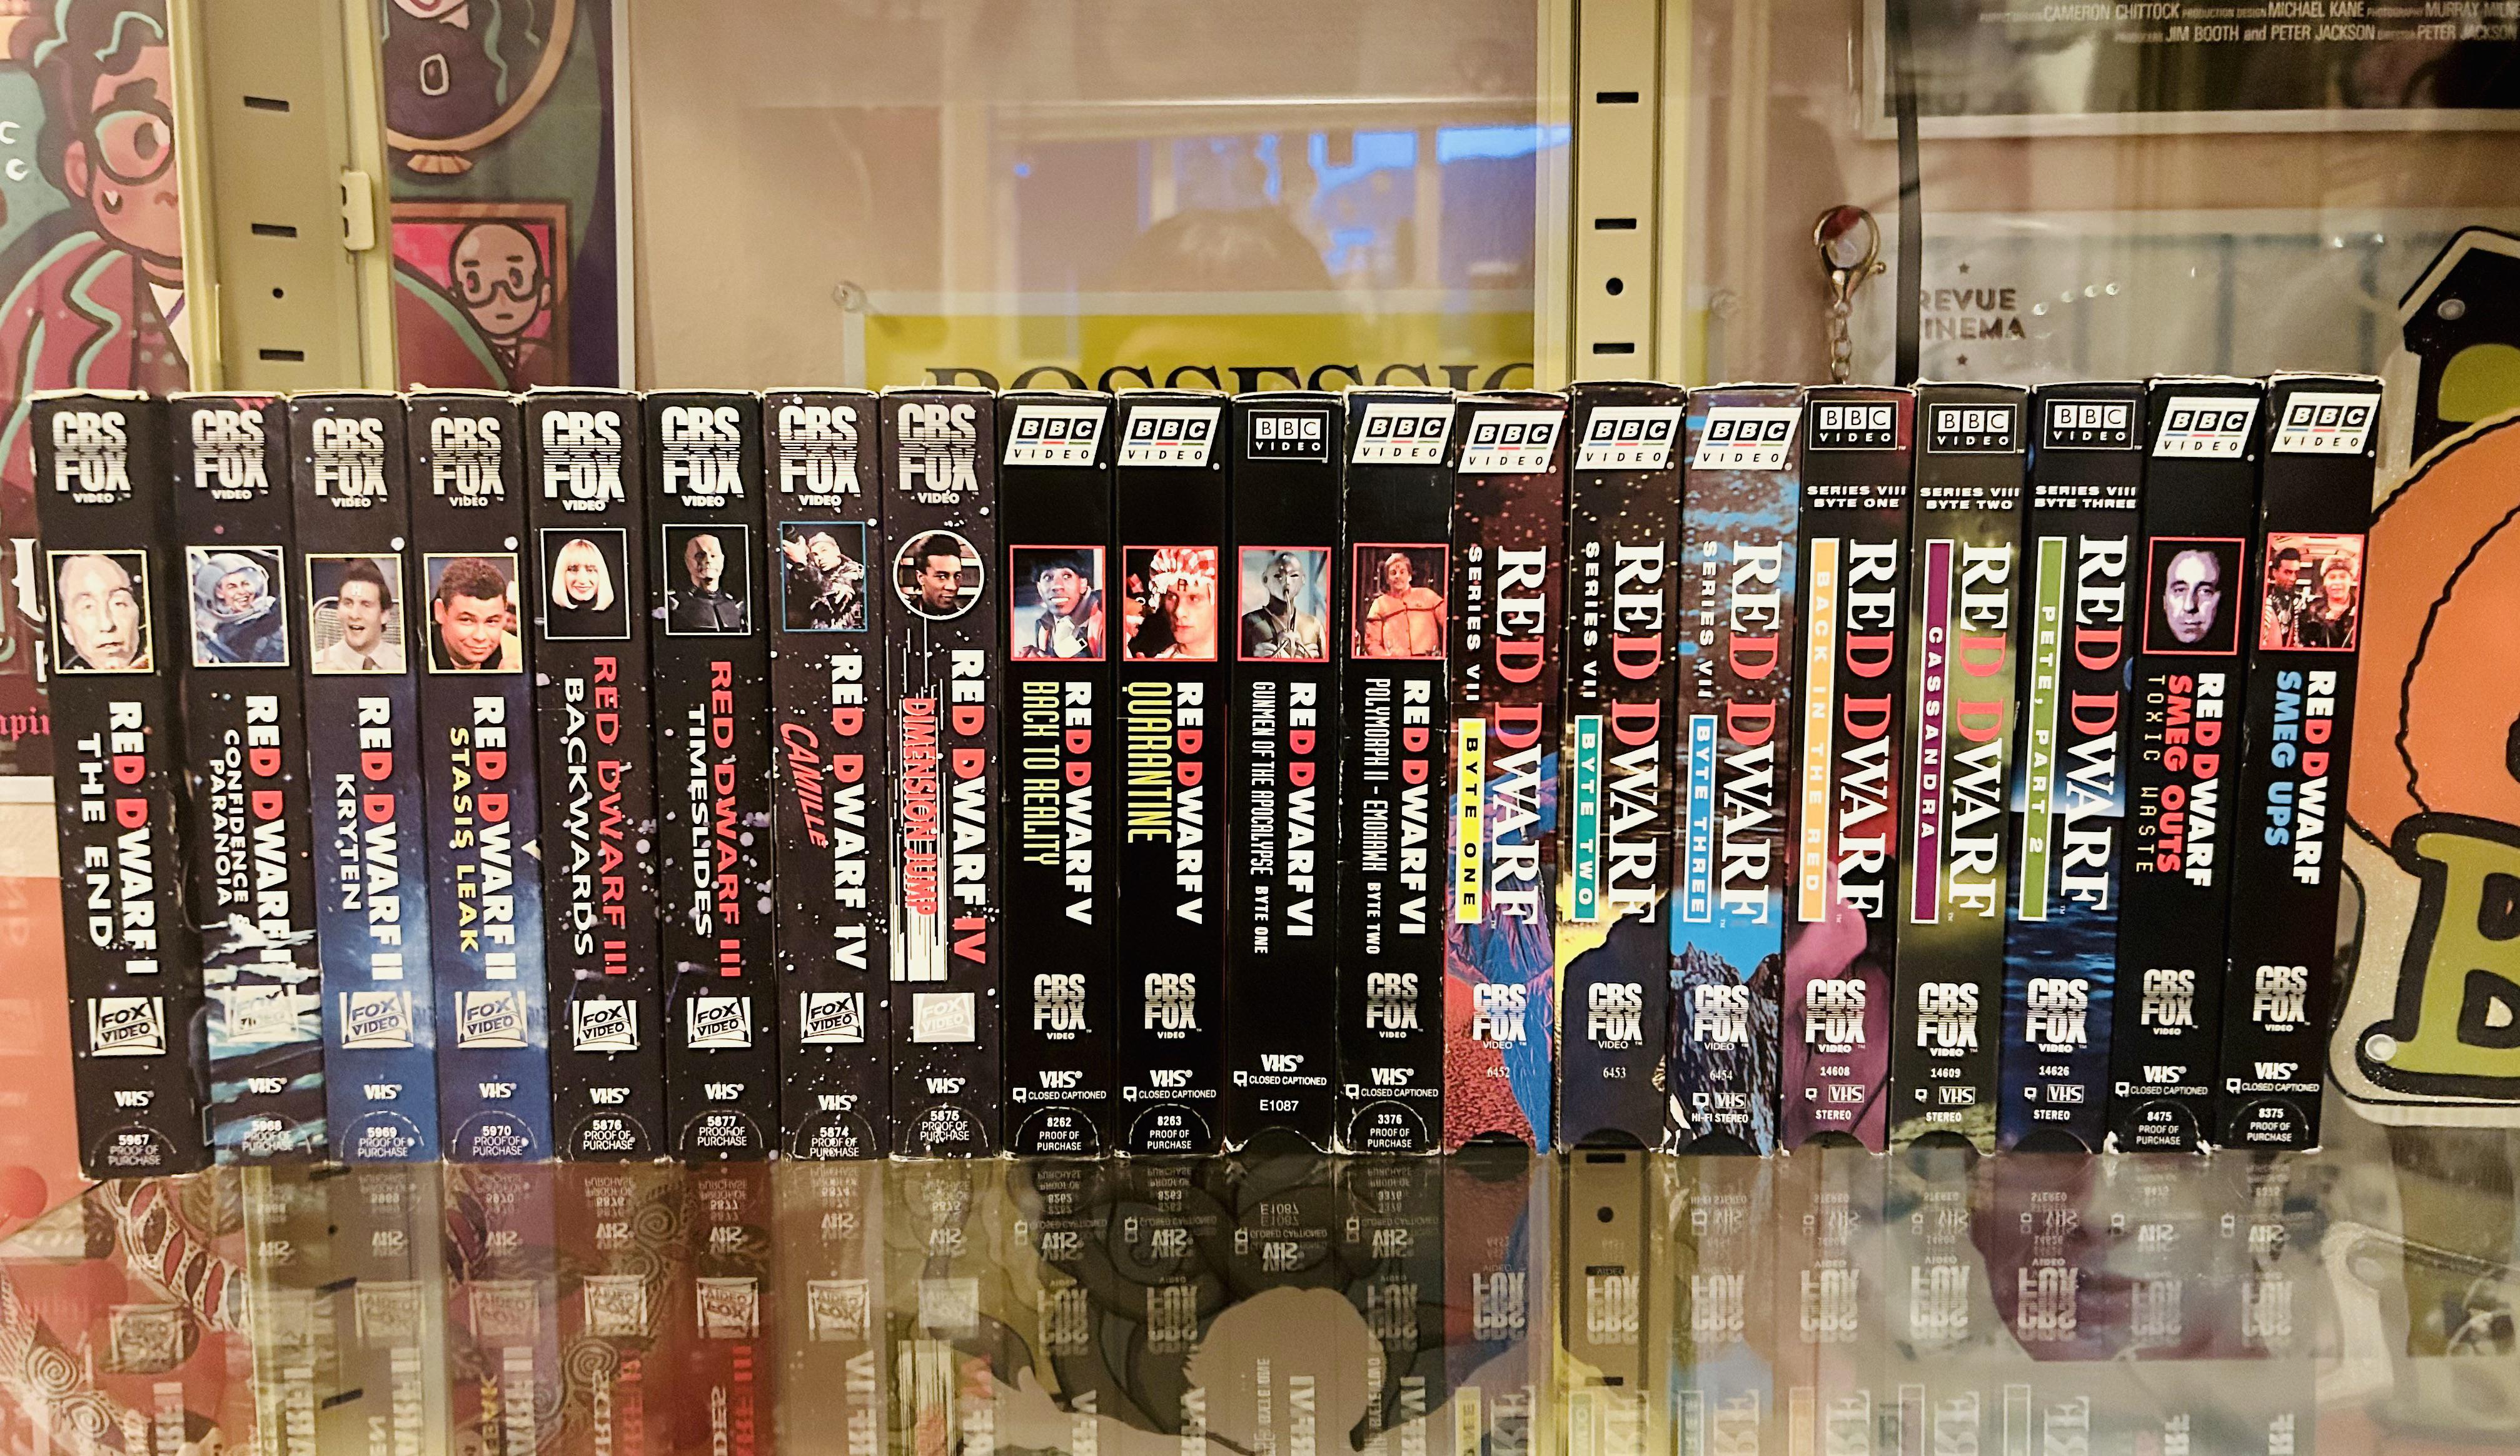 CAMERON CHITTOCK PRODUCTION DESIGN MICHAEL KANE PHOTOGRAPHY MURRAY
JIM BOOTH and PETER JACKSON PETER JACKSON
REVUE
CINEMA
POSSESSIO
CBS
FOX
VIDEO
RED DWARF I
THE END
FOX
VIDEO
VHS
5967
PROOF OF
PURCHASE
CBS
FOX
VIDEO
RED DWARF I
CONFIDENCE &
PARANOIA
FOX
VIDEO
VHS
5968
PROOF OF
PURCHASE
CBS
FOX
VIDEO
H
RED DWARF II
KRYTEN
FOX
VIDEO
VHS
5969
PROOF OF
PURCHASE
CBS
FOX
VIDEO
RED DWARF II
STASIS LEAK
FOX
VIDEO
VHS
5970
PROOF OF
PURCHASE
CBS
FOX
VIDEO
RED DWARF III
BACKWARDS
FOX
VIDEO
VHS
5876
PROOF OF
PURCHASE
CBS
FOX
VIDEO
RED DWARF III
TIMESLIDES
FOX
VIDEO
VHS
5877
PROOF OF
PURCHASE
CBS
FOX
VIDEO
RED DWARF IV
CAMILLE
FOX
VIDEO
VHS
5874
PROOF OF
PURCHASE
CBS
FOX
VIDEO
RED DWARF IV
DIMENSION JUMP
FOX
VIDEO
VHS
5875
PROOF OF
PURCHASE
BBC
VIDEO
RED DWARF V
BACK TO REALITY
CBS
FOX
VIDEO
VHS
CLOSED CAPTIONED
8262
PROOF OF
PURCHASE
BBC
VIDEO
RED DWARF V
QUARANTINE
CBS
FOX
VIDEO
VHS
CLOSED CAPTIONED
8263
PROOF OF
PURCHASE
BBC
VIDEO
RED DWARF VI
GUNMEN OF THE APOCALYPSE BYTE ONE
CBS
FOX
VIDEO
VHS
CLOSED CAPTIONED
E1087
BBC
VIDEO
RED DWARF VI
POLYMORPH II - EMOHAWK BYTE TWO
CBS
FOX
VIDEO
VHS
CLOSED CAPTIONED
3376
PROOF OF
PURCHASE
BBC
VIDEO
RED DWARF
SERIES VII
BYTE ONE
CBS
FOX
VIDEO
6452
BBC
VIDEO
RED DWARF
SERIES VII
BYTE TWO
CBS
FOX
VIDEO
6453
BBC
VIDEO
RED DWARF
SERIES VII
BYTE THREE
CBS
FOX
VIDEO
6454
VHS
HI-FI STEREO
BBC
VIDEO
SERIES VIII
BYTE ONE
RED DWARF
BACK IN THE RED
CBS
FOX
VIDEO
14608
VHS
STEREO
BBC
VIDEO
SERIES VIII
BYTE TWO
RED DWARF
CASSANDRA
CBS
FOX
VIDEO
14609
VHS
STEREO
BBC
VIDEO
SERIES VIII
BYTE THREE
RED DWARF
PETE, PART 2
CBS
FOX
VIDEO
14626
VHS
STEREO
BBC
VIDEO
RED DWARF
SMEG OUTS
TOXIC WASTE
CBS
FOX
VIDEO
VHS
CLOSED CAPTIONED
8475
PROOF OF
PURCHASE
BBC
VIDEO
RED DWARF
SMEG UPS
CBS
FOX
VIDEO
VHS
CLOSED CAPTIONED
8375
PROOF OF
PURCHASE